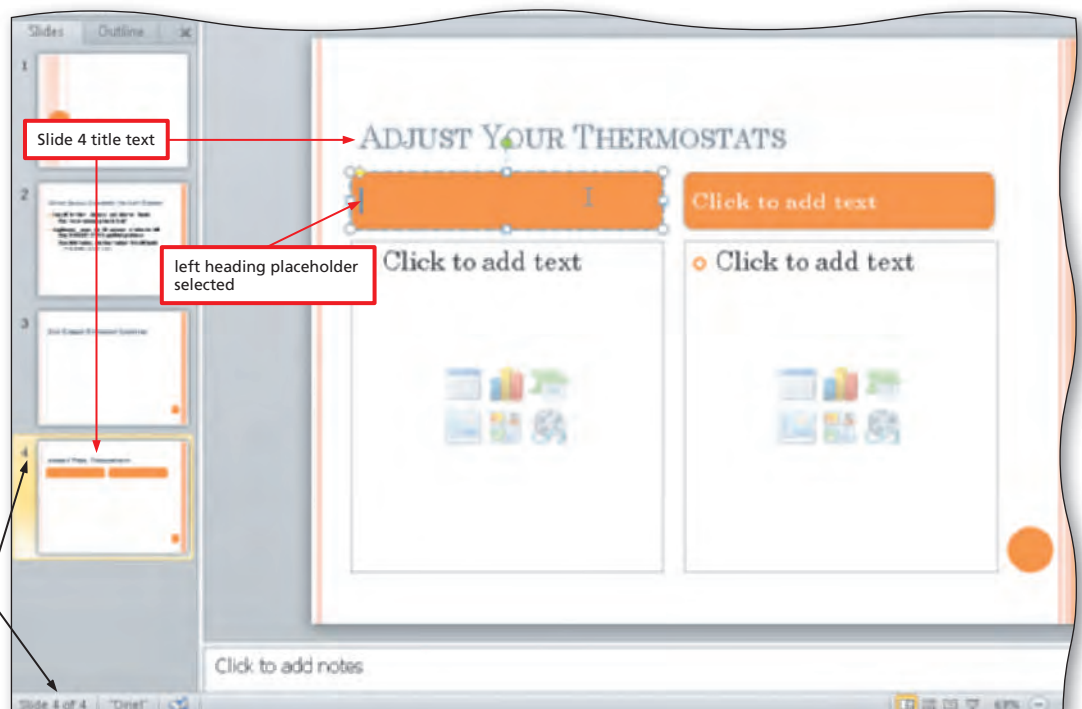 Slides Outline
1
Slide 4 title text
ADJUST YOUR THERMOSTATS
2
Click to add text
left heading placeholder
selected
Click to add text
Click to add text
3
4
Click to add notes
Slide 4 of 4 "Oriel" 69%